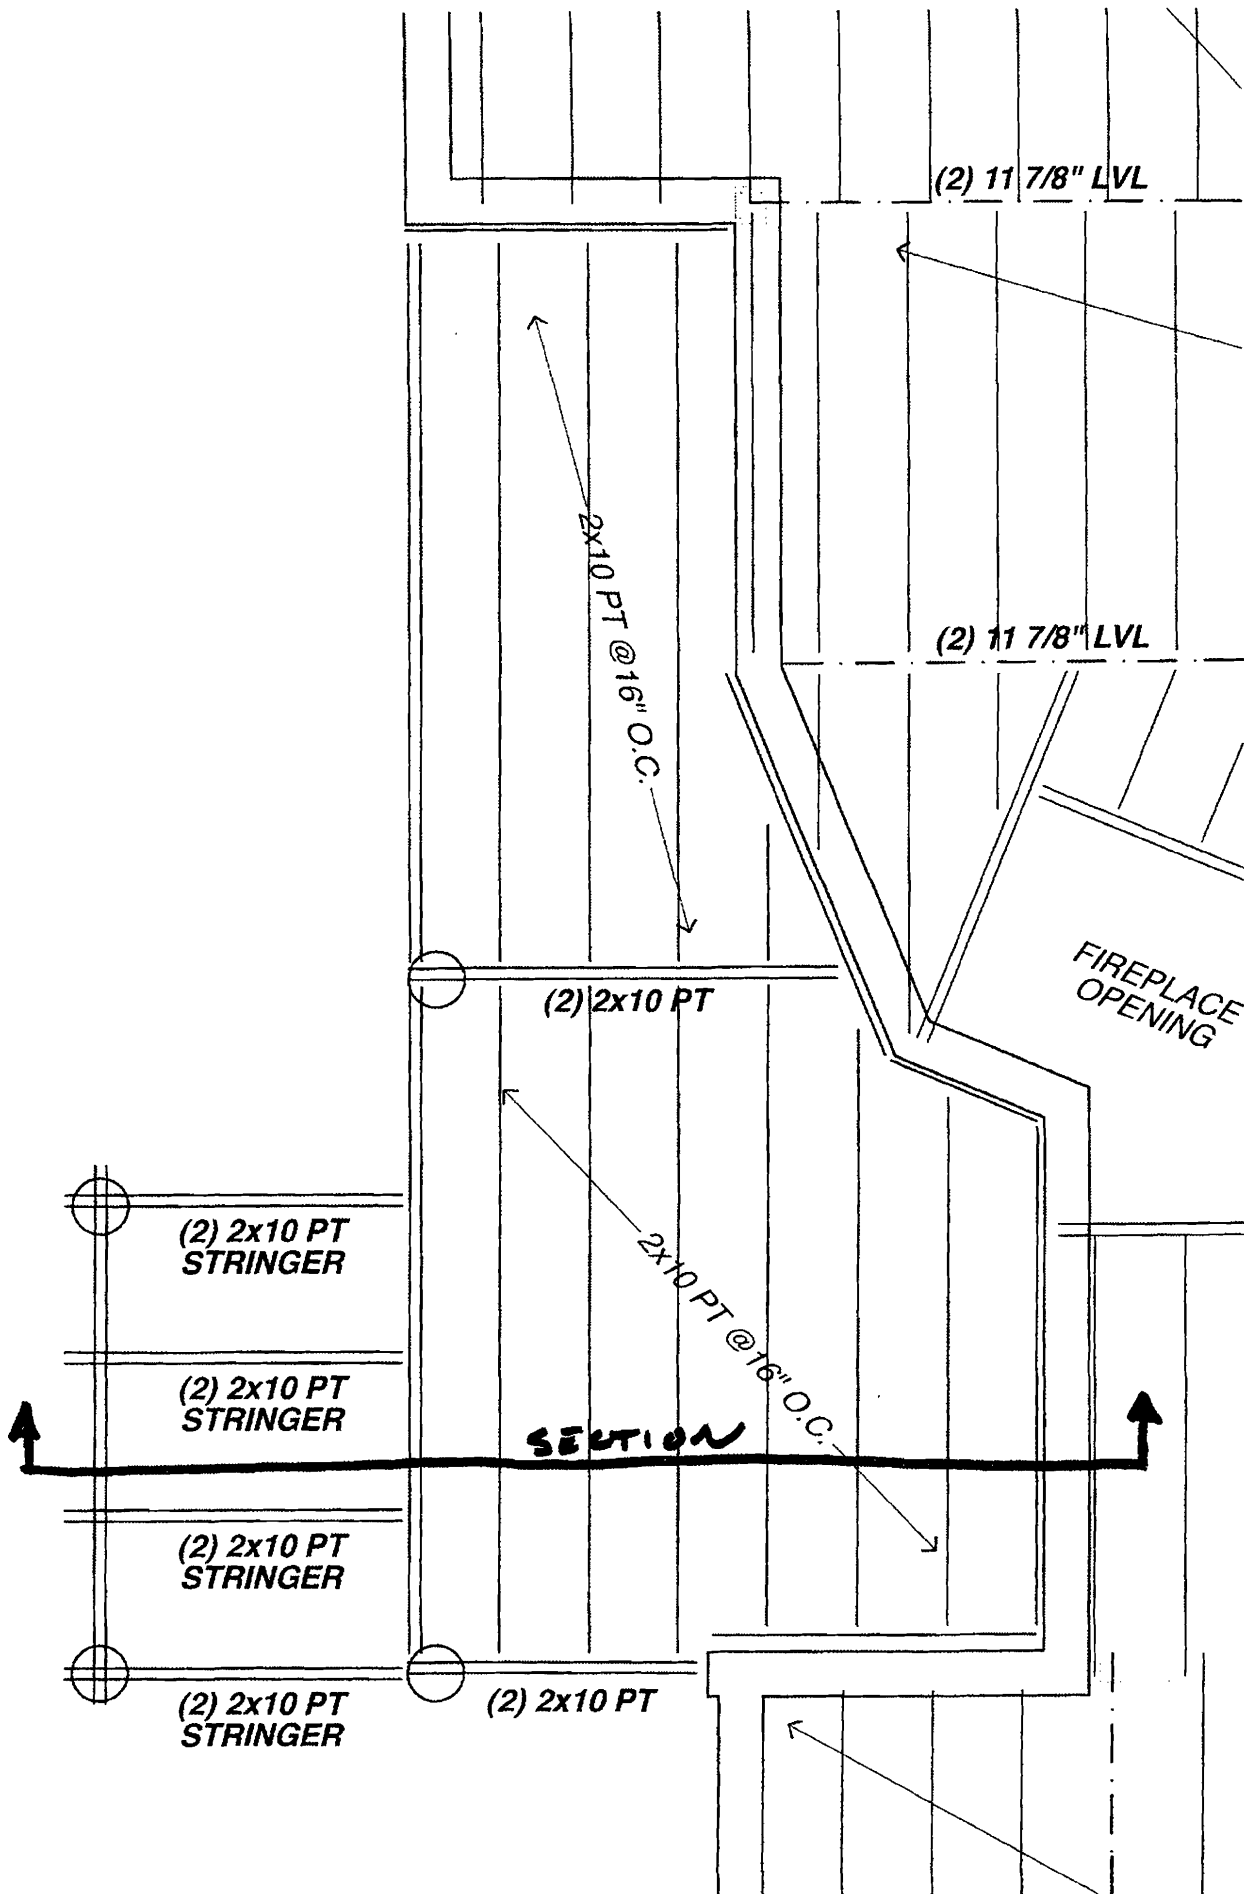 (2) 11 7/8" LVL
2x10 PT @16" O.C.
(2) 11 7/8" LVL
FIREPLACE
OPENING
(2) 2x10 PT
(2) 2x10 PT
STRINGER
2x10 PT @16" O.C.
(2) 2x10 PT
STRINGER
SECTION
(2) 2x10 PT
STRINGER
(2) 2x10 PT
STRINGER
(2) 2x10 PT